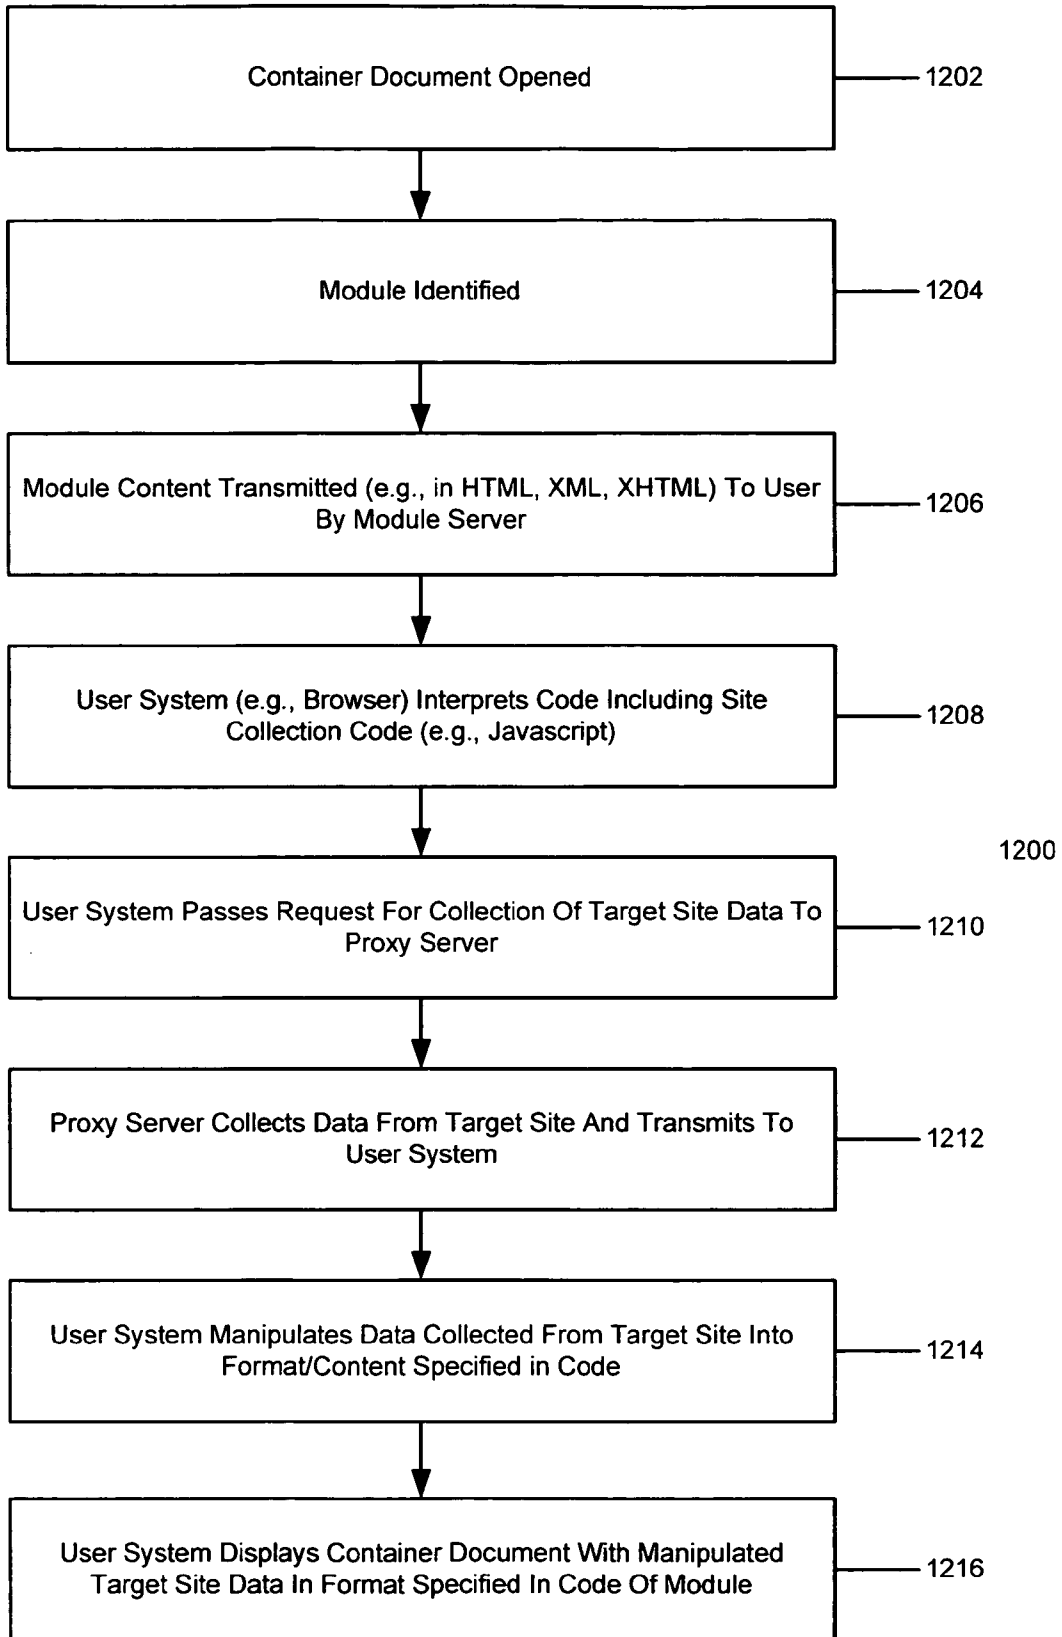 Container Document Opened
1202
Module Identified
1204
Module Content Transmitted (e.g., in HTML, XML, XHTML) To User
By Module Server
1206
User System (e.g., Browser) Interprets Code Including Site
Collection Code (e.g., Javascript)
1208
1200
User System Passes Request For Collection Of Target Site Data To
Proxy Server
1210
Proxy Server Collects Data From Target Site And Transmits To
User System
1212
User System Manipulates Data Collected From Target Site Into
Format/Content Specified in Code
1214
User System Displays Container Document With Manipulated
Target Site Data In Format Specified In Code Of Module
1216